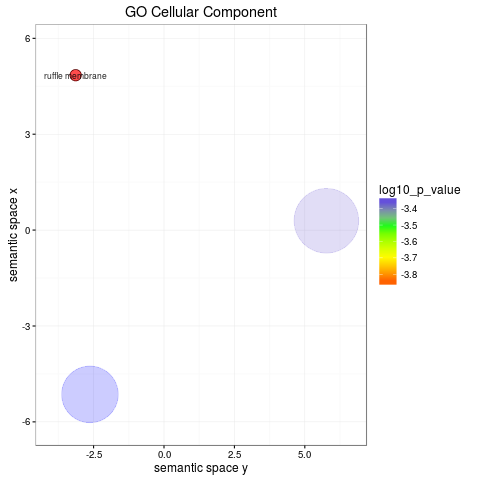 GO Cellular Component
6
3
0
-3
-6
semantic space x
ruffle membrane
-2.5
0.0
2.5
5.0
semantic space y
log10_p_value
-3.4
-3.5
-3.6
-3.7
-3.8